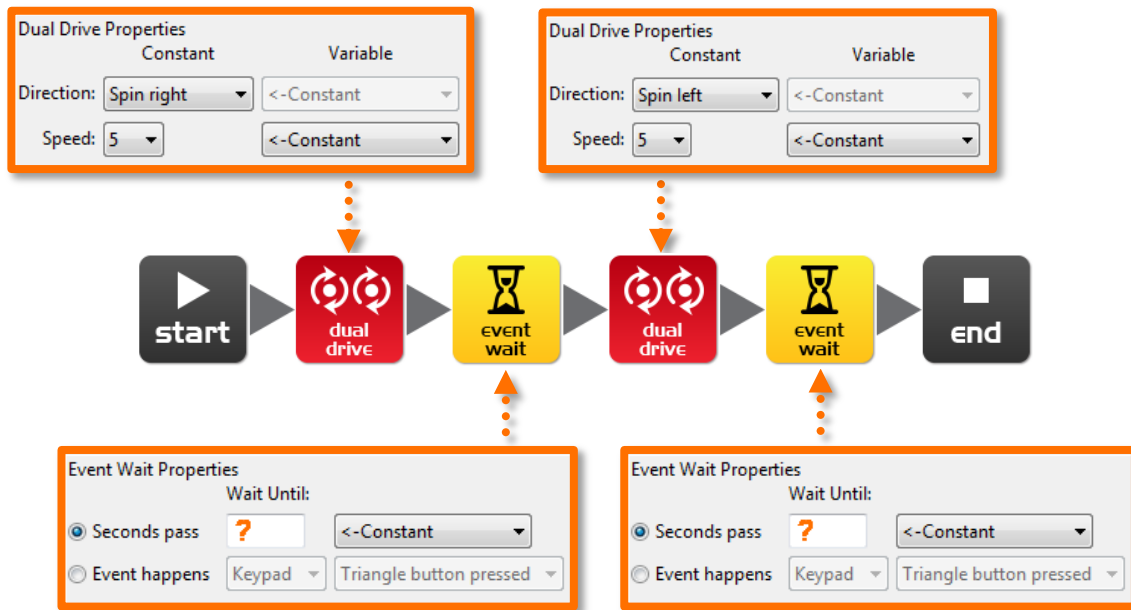 Dual Drive Properties
Constant Variable
Direction: Spin right <-Constant
Speed: 5 <-Constant
Dual Drive Properties
Constant Variable
Direction: Spin left <-Constant
Speed: 5 <-Constant
start
dual
drive
event
wait
dual
drive
event
wait
end
Event Wait Properties
Wait Until:
Seconds pass ? <-Constant
Event happens Keypad Triangle button pressed
Event Wait Properties
Wait Until:
Seconds pass ? <-Constant
Event happens Keypad Triangle button pressed